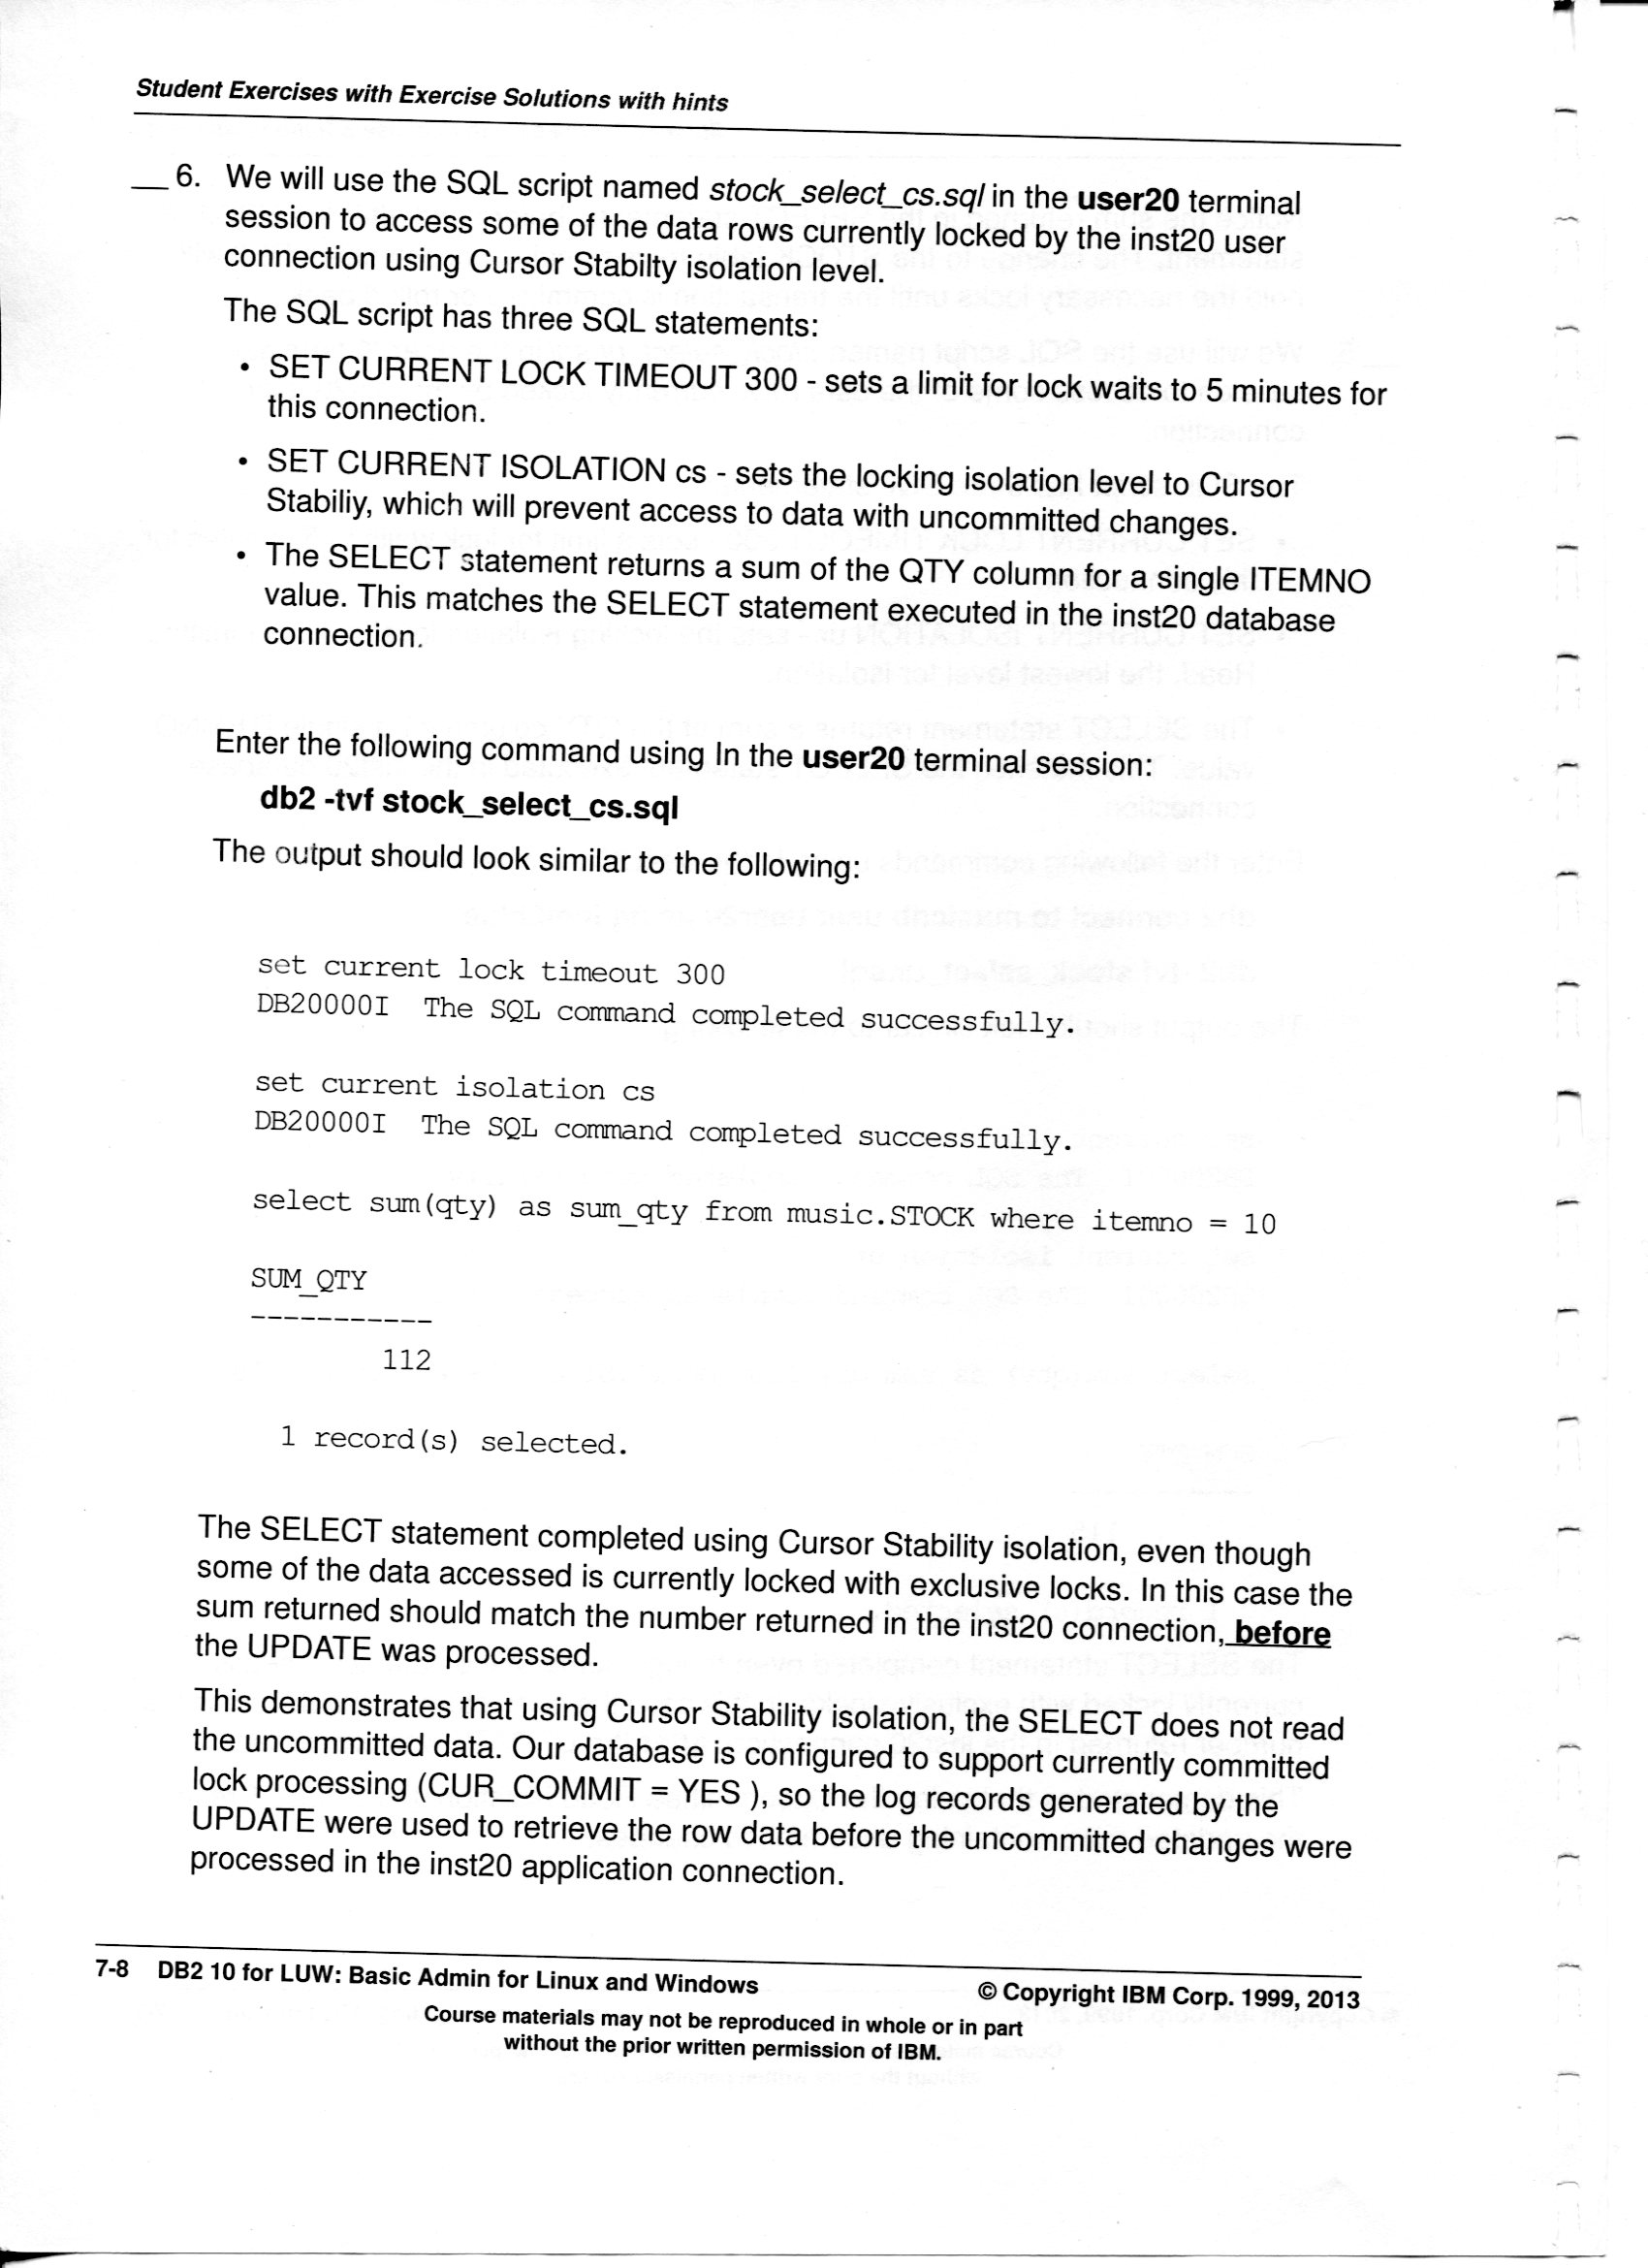 Student Exercises with Exercise Solutions with hints
__ 6. We will use the SQL script named stock_select_cs.sql in the user20 terminal
session to access some of the data rows currently locked by the inst20 user
connection using Cursor Stabilty isolation level.
The SQL script has three SQL statements:
• SET CURRENT LOCK TIMEOUT 300 - sets a limit for lock waits to 5 minutes for
this connection.
• SET CURRENT ISOLATION cs - sets the locking isolation level to Cursor
Stabiliy, which will prevent access to data with uncommitted changes.
• The SELECT statement returns a sum of the QTY column for a single ITEMNO
value. This matches the SELECT statement executed in the inst20 database
connection.
Enter the following command using In the user20 terminal session:
db2 -tvf stock_select_cs.sql
The output should look similar to the following:
set current lock timeout 300
DB20000I  The SQL command completed successfully.
set current isolation cs
DB20000I  The SQL command completed successfully.
select sum(qty) as sum_qty from music.STOCK where itemno = 10
SUM_QTY
-----------
112
1 record(s) selected.
The SELECT statement completed using Cursor Stability isolation, even though
some of the data accessed is currently locked with exclusive locks. In this case the
sum returned should match the number returned in the inst20 connection, before
the UPDATE was processed.
This demonstrates that using Cursor Stability isolation, the SELECT does not read
the uncommitted data. Our database is configured to support currently committed
lock processing (CUR_COMMIT = YES ), so the log records generated by the
UPDATE were used to retrieve the row data before the uncommitted changes were
processed in the inst20 application connection.
7-8 DB2 10 for LUW: Basic Admin for Linux and Windows © Copyright IBM Corp. 1999, 2013
Course materials may not be reproduced in whole or in part
without the prior written permission of IBM.